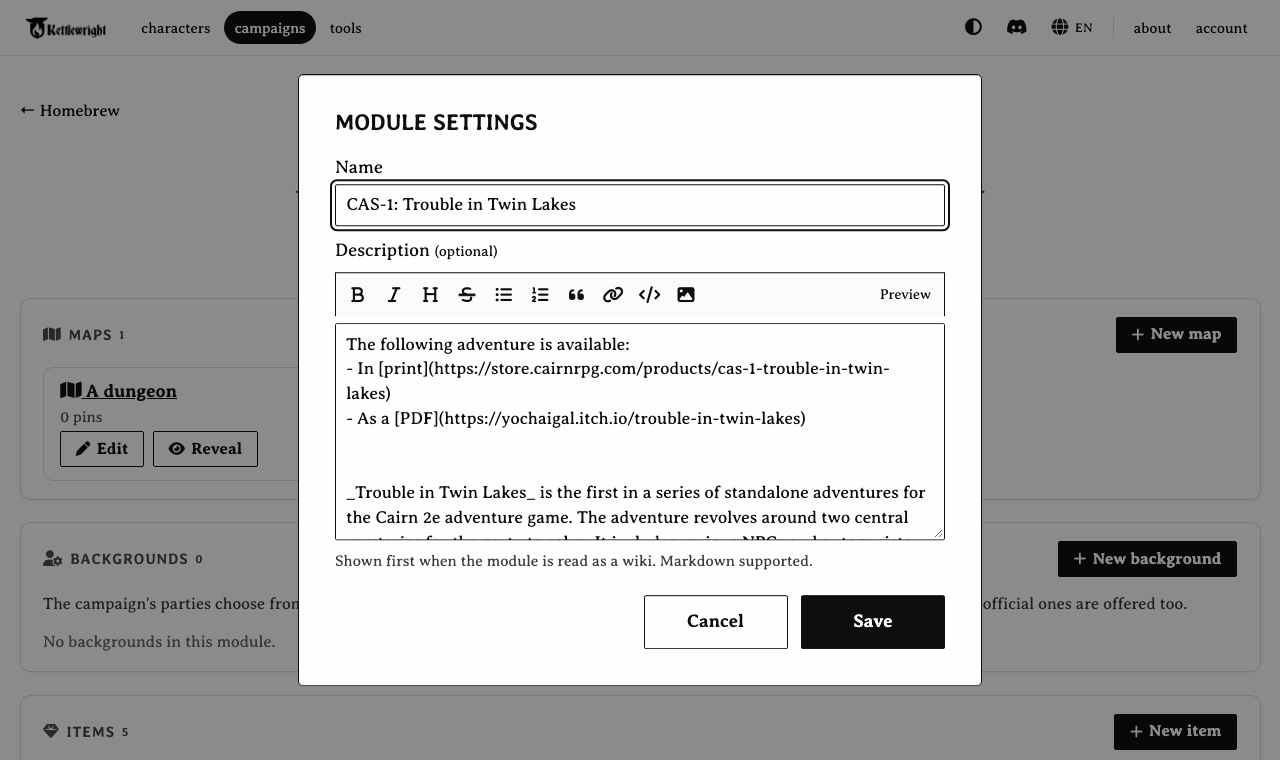 Kettlewright
characters
campaigns
tools
EN
about
account
← Homebrew
MODULE SETTINGS
Name
CAS-1: Trouble in Twin Lakes
Description (optional)
Preview
The following adventure is available:
- In [print](https://store.cairnrpg.com/products/cas-1-trouble-in-twin-
lakes)
- As a [PDF](https://yochaigal.itch.io/trouble-in-twin-lakes)
_Trouble in Twin Lakes_ is the first in a series of standalone adventures for
the Cairn 2e adventure game. The adventure revolves around two central
Shown first when the module is read as a wiki. Markdown supported.
Cancel
Save
MAPS 1
+ New map
A dungeon
0 pins
Edit
Reveal
BACKGROUNDS 0
+ New background
The campaign's parties choose from
official ones are offered too.
No backgrounds in this module.
ITEMS 5
+ New item